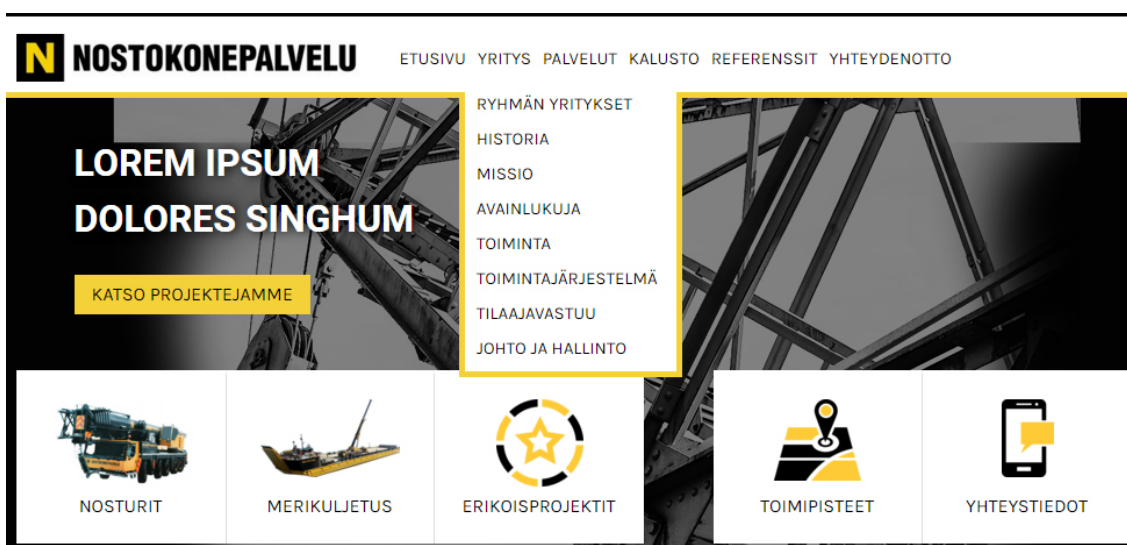 N NOSTOKONEPALVELU
ETUSIVU YRITYS PALVELUT KALUSTO REFERENSSIT YHTEYDENOTTO
RYHMÄN YRITYKSET
HISTORIA
MISSIO
AVAINLUKUJA
TOIMINTA
TOIMINTAJÄRJESTELMÄ
TILAAJAVASTUU
JOHTO JA HALLINTO
LOREM IPSUM
DOLORES SINGHUM
KATSO PROJEKTEJAMME
NOSTURIT
MERIKULJETUS
ERIKOISPROJEKTIT
TOIMIPISTEET
YHTEYSTIEDOT